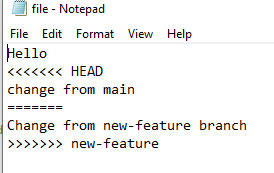 file - Notepad
File Edit Format View Help
Hello
<<<<<<< HEAD
change from main
=======
Change from new-feature branch
>>>>>>> new-feature